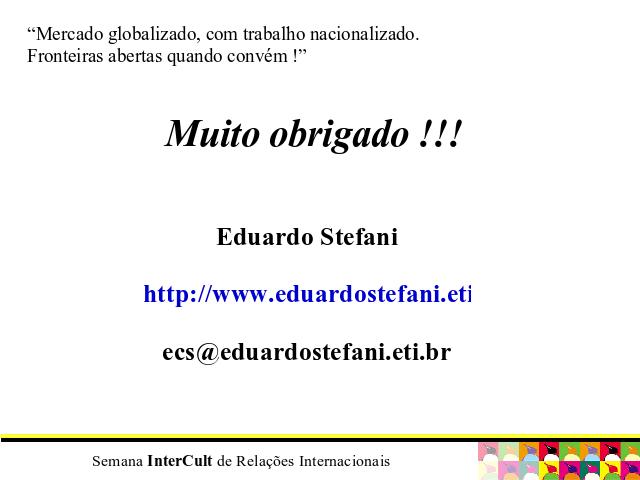 “Mercado globalizado, com trabalho nacionalizado.
Fronteiras abertas quando convém !”
Muito obrigado !!!
Eduardo Stefani
http://www.eduardostefani.eti
ecs@eduardostefani.eti.br
Semana InterCult de Relações Internacionais